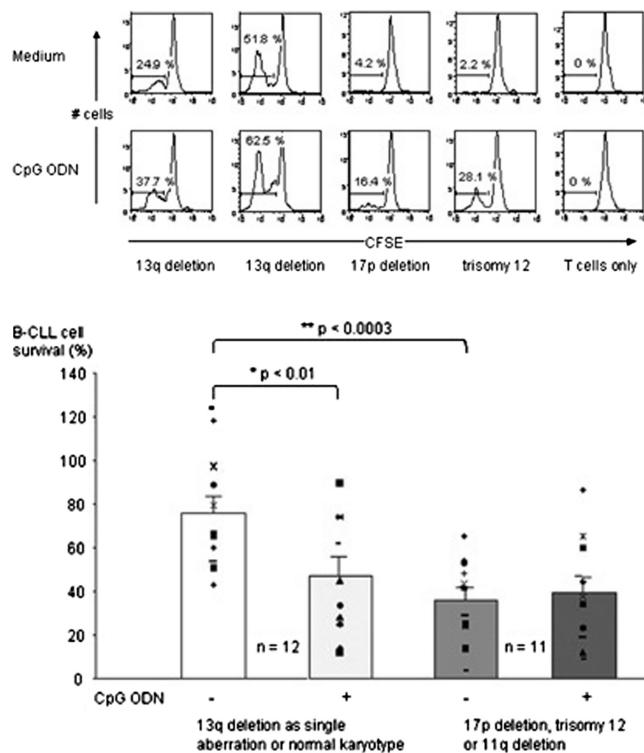 Medium
24.9 %
51.8 %
4.2 %
2.2 %
0 %
# cells
CpG ODN
37.7 %
62.5 %
16.4 %
28.1 %
0 %
CFSE
13q deletion
13q deletion
17p deletion
trisomy 12
T cells only
B-CLL cell
survival (%)
** p < 0.0003
* p < 0.01
140
120
100
80
60
40
20
0
n = 12
n = 11
CpG ODN - + - +
13q deletion as single
aberration or normal karyotype
17p deletion, trisomy 12
or 11q deletion